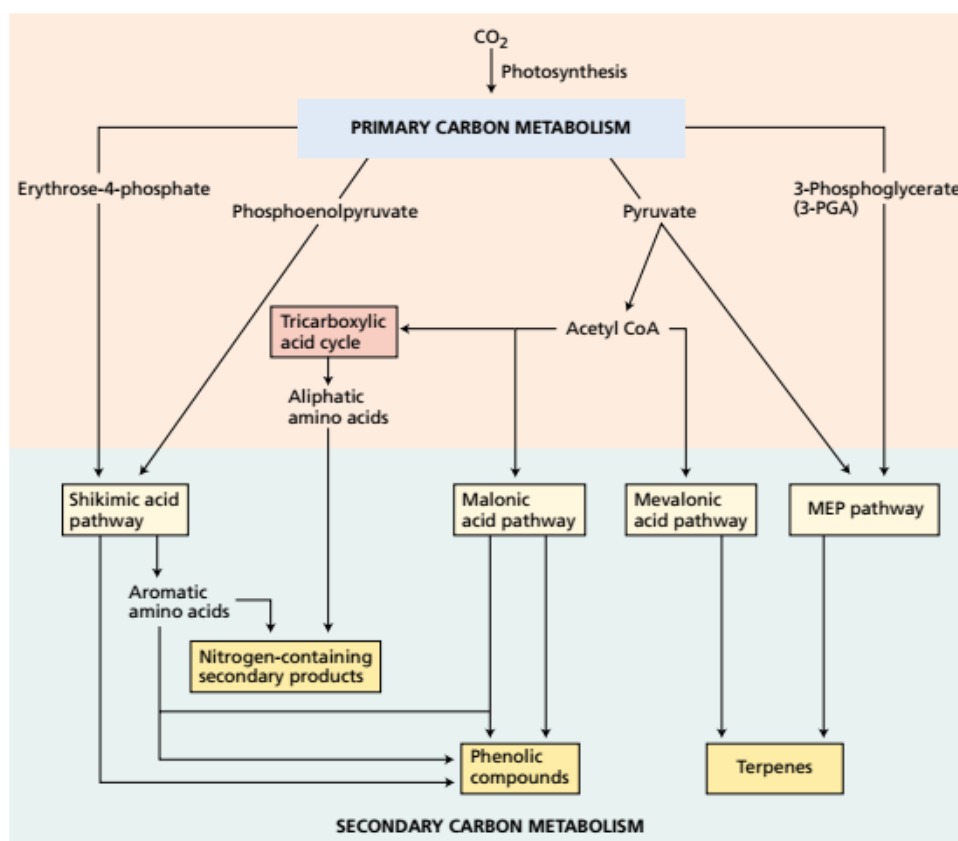 CO₂
Photosynthesis
PRIMARY CARBON METABOLISM
Erythrose-4-phosphate
Phosphoenolpyruvate
Pyruvate
3-Phosphoglycerate
(3-PGA)
Tricarboxylic
acid cycle
Acetyl CoA
Aliphatic
amino acids
Shikimic acid
pathway
Malonic
acid pathway
Mevalonic
acid pathway
MEP pathway
Aromatic
amino acids
Nitrogen-containing
secondary products
Phenolic
compounds
Terpenes
SECONDARY CARBON METABOLISM